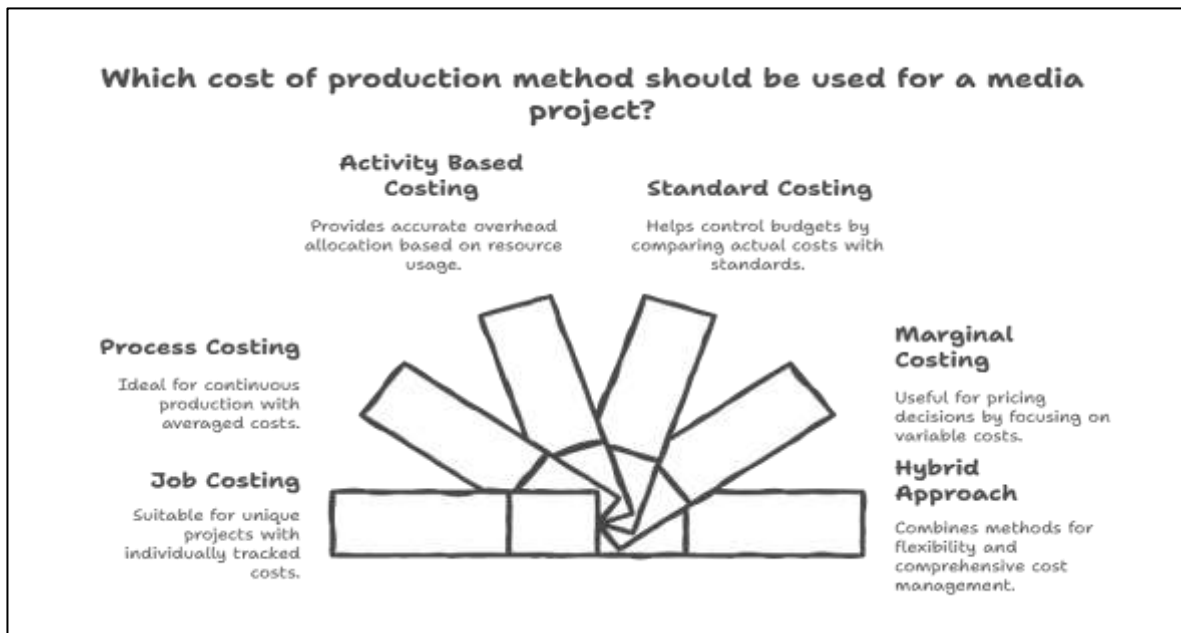 Which cost of production method should be used for a media
project?
Activity Based
Costing
Provides accurate overhead
allocation based on resource
usage.
Standard Costing
Helps control budgets by
comparing actual costs with
standards.
Process Costing
Ideal for continuous
production with
averaged costs.
Marginal
Costing
Useful for pricing
decisions by focusing on
variable costs.
Job Costing
Suitable for unique
projects with
individually tracked
costs.
Hybrid
Approach
Combines methods for
flexibility and
comprehensive cost
management.